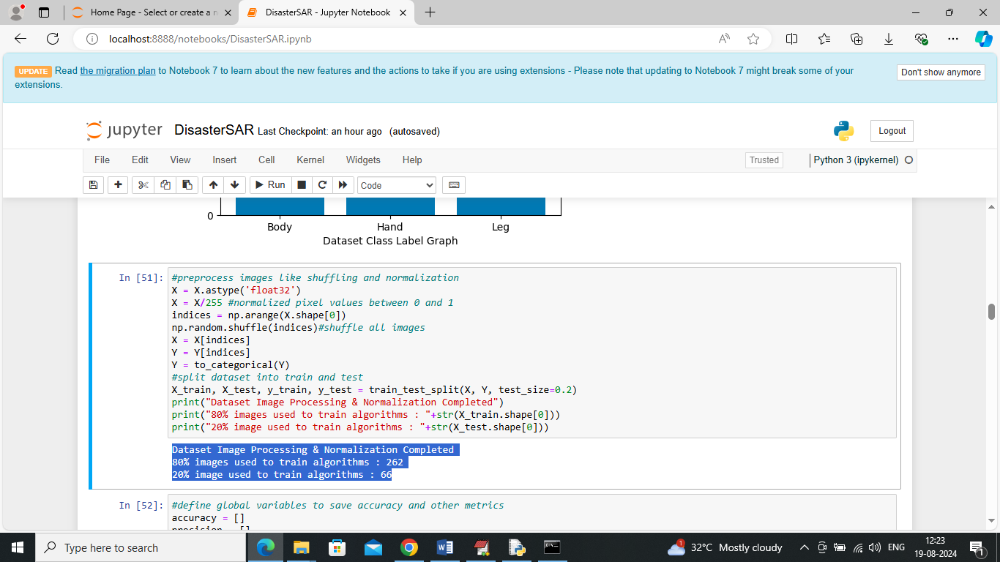 Home Page - Select or create a n
DisasterSAR - Jupyter Notebook
localhost:8888/notebooks/DisasterSAR.ipynb
UPDATE Read the migration plan to Notebook 7 to learn about the new features and the actions to take if you are using extensions - Please note that updating to Notebook 7 might break some of your
extensions.
Don't show anymore
jupyter DisasterSAR Last Checkpoint: an hour ago (autosaved)
Logout
File Edit View Insert Cell Kernel Widgets Help
Trusted
Python 3 (ipykernel)
Run
Code
0
Body Hand Leg
Dataset Class Label Graph
In [51]:
#preprocess images like shuffling and normalization
X = X.astype('float32')
X = X/255 #normalized pixel values between 0 and 1
indices = np.arange(X.shape[0])
np.random.shuffle(indices)#shuffle all images
X = X[indices]
Y = Y[indices]
Y = to_categorical(Y)
#split dataset into train and test
X_train, X_test, y_train, y_test = train_test_split(X, Y, test_size=0.2)
print("Dataset Image Processing & Normalization Completed")
print("80% images used to train algorithms : "+str(X_train.shape[0]))
print("20% image used to train algorithms : "+str(X_test.shape[0]))
Dataset Image Processing & Normalization Completed
80% images used to train algorithms : 262
20% image used to train algorithms : 66
In [52]:
#define global variables to save accuracy and other metrics
accuracy = []
precision = []
Type here to search
1
32°C Mostly cloudy
ENG
12:23
19-08-2024
1